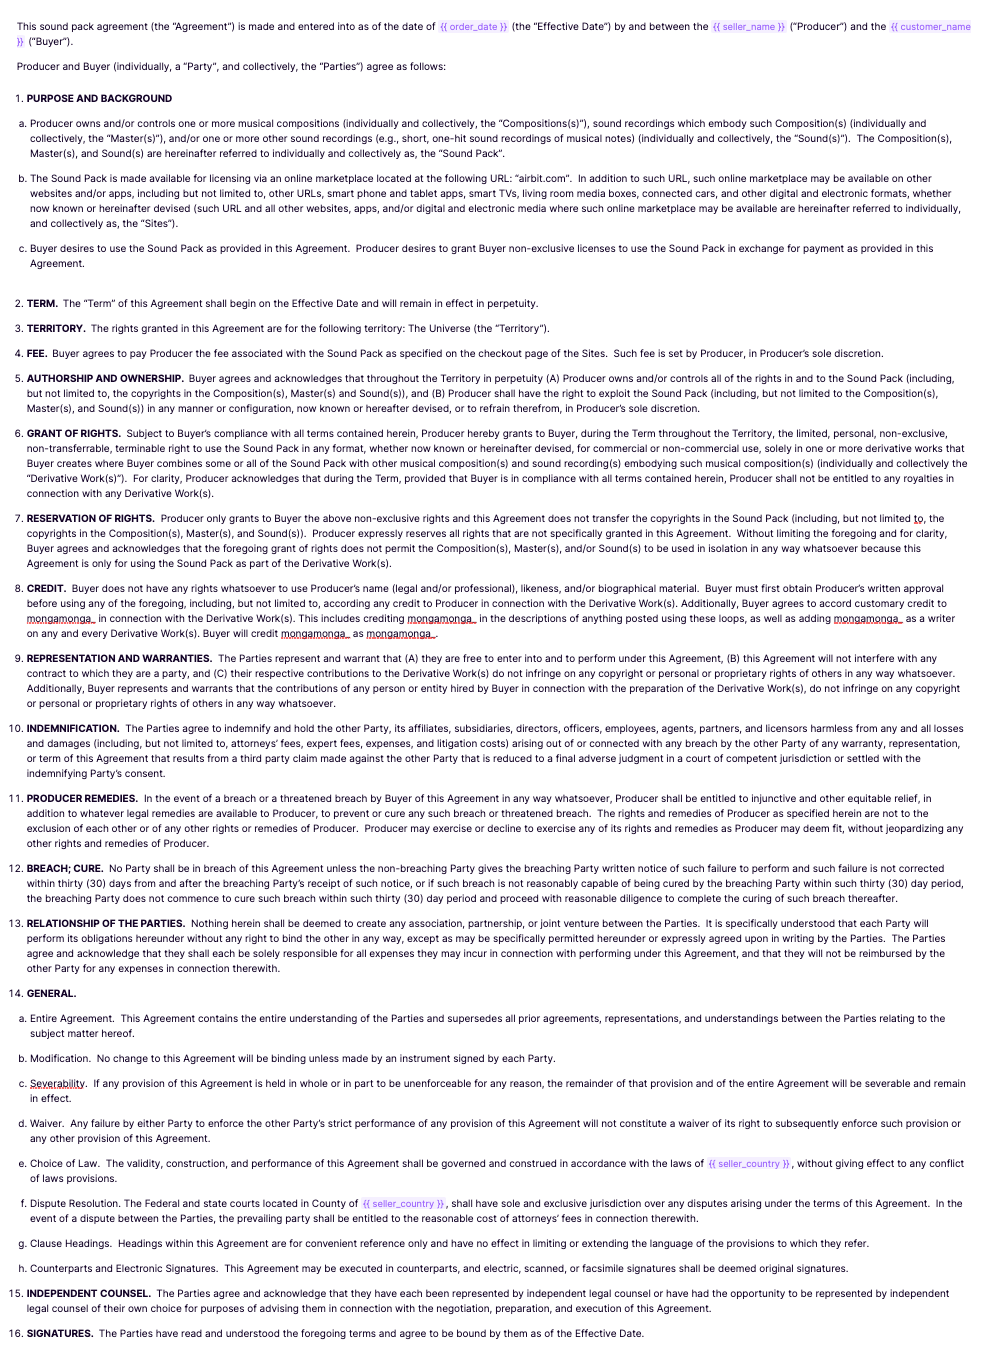 This sound pack agreement (the “Agreement”) is made and entered into as of the date of {{ order_date }} (the “Effective Date”) by and between the {{ seller_name }} (“Producer”) and the {{ customer_name
}} (“Buyer”).
Producer and Buyer (individually, a “Party”, and collectively, the “Parties”) agree as follows:
1. PURPOSE AND BACKGROUND
a. Producer owns and/or controls one or more musical compositions (individually and collectively, the “Compositions(s)”), sound recordings which embody such Composition(s) (individually and
collectively, the “Master(s)”), and/or one or more other sound recordings (e.g., short, one-hit sound recordings of musical notes) (individually and collectively, the “Sound(s)”).  The Composition(s),
Master(s), and Sound(s) are hereinafter referred to individually and collectively as, the “Sound Pack”.
b. The Sound Pack is made available for licensing via an online marketplace located at the following URL: “airbit.com”.  In addition to such URL, such online marketplace may be available on other
websites and/or apps, including but not limited to, other URLs, smart phone and tablet apps, smart TVs, living room media boxes, connected cars, and other digital and electronic formats, whether
now known or hereinafter devised (such URL and all other websites, apps, and/or digital and electronic media where such online marketplace may be available are hereinafter referred to individually,
and collectively as, the “Sites”).
c. Buyer desires to use the Sound Pack as provided in this Agreement.  Producer desires to grant Buyer non-exclusive licenses to use the Sound Pack in exchange for payment as provided in this
Agreement.
2. TERM.  The “Term” of this Agreement shall begin on the Effective Date and will remain in effect in perpetuity.
3. TERRITORY.  The rights granted in this Agreement are for the following territory: The Universe (the “Territory”).
4. FEE.  Buyer agrees to pay Producer the fee associated with the Sound Pack as specified on the checkout page of the Sites.  Such fee is set by Producer, in Producer’s sole discretion.
5. AUTHORSHIP AND OWNERSHIP.  Buyer agrees and acknowledges that throughout the Territory in perpetuity (A) Producer owns and/or controls all of the rights in and to the Sound Pack (including,
but not limited to, the copyrights in the Composition(s), Master(s) and Sound(s)), and (B) Producer shall have the right to exploit the Sound Pack (including, but not limited to the Composition(s),
Master(s), and Sound(s)) in any manner or configuration, now known or hereafter devised, or to refrain therefrom, in Producer’s sole discretion.
6. GRANT OF RIGHTS.  Subject to Buyer’s compliance with all terms contained herein, Producer hereby grants to Buyer, during the Term throughout the Territory, the limited, personal, non-exclusive,
non-transferrable, terminable right to use the Sound Pack in any format, whether now known or hereinafter devised, for commercial or non-commercial use, solely in one or more derivative works that
Buyer creates where Buyer combines some or all of the Sound Pack with other musical composition(s) and sound recording(s) embodying such musical composition(s) (individually and collectively the
“Derivative Work(s)”).  For clarity, Producer acknowledges that during the Term, provided that Buyer is in compliance with all terms contained herein, Producer shall not be entitled to any royalties in
connection with any Derivative Work(s).
7. RESERVATION OF RIGHTS.  Producer only grants to Buyer the above non-exclusive rights and this Agreement does not transfer the copyrights in the Sound Pack (including, but not limited to, the
copyrights in the Composition(s), Master(s), and Sound(s)).  Producer expressly reserves all rights that are not specifically granted in this Agreement.  Without limiting the foregoing and for clarity,
Buyer agrees and acknowledges that the foregoing grant of rights does not permit the Composition(s), Master(s), and/or Sound(s) to be used in isolation in any way whatsoever because this
Agreement is only for using the Sound Pack as part of the Derivative Work(s).
8. CREDIT.  Buyer does not have any rights whatsoever to use Producer’s name (legal and/or professional), likeness, and/or biographical material.  Buyer must first obtain Producer’s written approval
before using any of the foregoing, including, but not limited to, according any credit to Producer in connection with the Derivative Work(s). Additionally, Buyer agrees to accord customary credit to
mongamonga_ in connection with the Derivative Work(s). This includes crediting mongamonga_ in the descriptions of anything posted using these loops, as well as adding mongamonga_ as a writer
on any and every Derivative Work(s). Buyer will credit mongamonga_ as mongamonga_.
9. REPRESENTATION AND WARRANTIES.  The Parties represent and warrant that (A) they are free to enter into and to perform under this Agreement, (B) this Agreement will not interfere with any
contract to which they are a party, and (C) their respective contributions to the Derivative Work(s) do not infringe on any copyright or personal or proprietary rights of others in any way whatsoever.
Additionally, Buyer represents and warrants that the contributions of any person or entity hired by Buyer in connection with the preparation of the Derivative Work(s), do not infringe on any copyright
or personal or proprietary rights of others in any way whatsoever.
10. INDEMNIFICATION.  The Parties agree to indemnify and hold the other Party, its affiliates, subsidiaries, directors, officers, employees, agents, partners, and licensors harmless from any and all losses
and damages (including, but not limited to, attorneys’ fees, expert fees, expenses, and litigation costs) arising out of or connected with any breach by the other Party of any warranty, representation,
or term of this Agreement that results from a third party claim made against the other Party that is reduced to a final adverse judgment in a court of competent jurisdiction or settled with the
indemnifying Party’s consent.
11. PRODUCER REMEDIES.  In the event of a breach or a threatened breach by Buyer of this Agreement in any way whatsoever, Producer shall be entitled to injunctive and other equitable relief, in
addition to whatever legal remedies are available to Producer, to prevent or cure any such breach or threatened breach.  The rights and remedies of Producer as specified herein are not to the
exclusion of each other or of any other rights or remedies of Producer.  Producer may exercise or decline to exercise any of its rights and remedies as Producer may deem fit, without jeopardizing any
other rights and remedies of Producer.
12. BREACH; CURE.  No Party shall be in breach of this Agreement unless the non-breaching Party gives the breaching Party written notice of such failure to perform and such failure is not corrected
within thirty (30) days from and after the breaching Party’s receipt of such notice, or if such breach is not reasonably capable of being cured by the breaching Party within such thirty (30) day period,
the breaching Party does not commence to cure such breach within such thirty (30) day period and proceed with reasonable diligence to complete the curing of such breach thereafter.
13. RELATIONSHIP OF THE PARTIES.  Nothing herein shall be deemed to create any association, partnership, or joint venture between the Parties.  It is specifically understood that each Party will
perform its obligations hereunder without any right to bind the other in any way, except as may be specifically permitted hereunder or expressly agreed upon in writing by the Parties.  The Parties
agree and acknowledge that they shall each be solely responsible for all expenses they may incur in connection with performing under this Agreement, and that they will not be reimbursed by the
other Party for any expenses in connection therewith.
14. GENERAL.
a. Entire Agreement.  This Agreement contains the entire understanding of the Parties and supersedes all prior agreements, representations, and understandings between the Parties relating to the
subject matter hereof.
b. Modification.  No change to this Agreement will be binding unless made by an instrument signed by each Party.
c. Severability.  If any provision of this Agreement is held in whole or in part to be unenforceable for any reason, the remainder of that provision and of the entire Agreement will be severable and remain
in effect.
d. Waiver.  Any failure by either Party to enforce the other Party’s strict performance of any provision of this Agreement will not constitute a waiver of its right to subsequently enforce such provision or
any other provision of this Agreement.
e. Choice of Law.  The validity, construction, and performance of this Agreement shall be governed and construed in accordance with the laws of {{ seller_country }}, without giving effect to any conflict
of laws provisions.
f. Dispute Resolution. The Federal and state courts located in County of {{ seller_country }}, shall have sole and exclusive jurisdiction over any disputes arising under the terms of this Agreement.  In the
event of a dispute between the Parties, the prevailing party shall be entitled to the reasonable cost of attorneys’ fees in connection therewith.
g. Clause Headings.  Headings within this Agreement are for convenient reference only and have no effect in limiting or extending the language of the provisions to which they refer.
h. Counterparts and Electronic Signatures.  This Agreement may be executed in counterparts, and electric, scanned, or facsimile signatures shall be deemed original signatures.
15. INDEPENDENT COUNSEL.  The Parties agree and acknowledge that they have each been represented by independent legal counsel or have had the opportunity to be represented by independent
legal counsel of their own choice for purposes of advising them in connection with the negotiation, preparation, and execution of this Agreement.
16. SIGNATURES.  The Parties have read and understood the foregoing terms and agree to be bound by them as of the Effective Date.